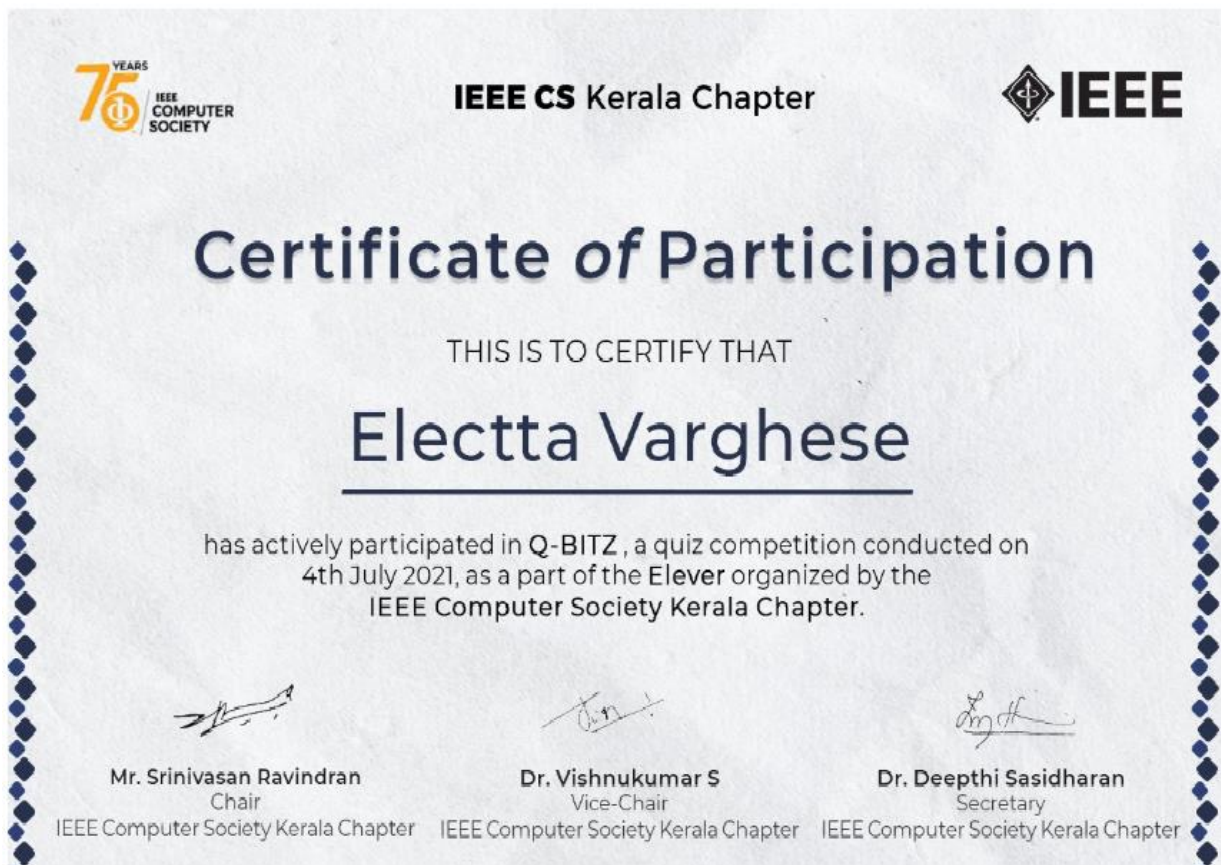 75 YEARS
IEEE
COMPUTER
SOCIETY
IEEE CS Kerala Chapter
IEEE
Certificate of Participation
THIS IS TO CERTIFY THAT
Electta Varghese
has actively participated in Q-BITZ , a quiz competition conducted on
4th July 2021, as a part of the Elever organized by the
IEEE Computer Society Kerala Chapter.
Mr. Srinivasan Ravindran
Chair
IEEE Computer Society Kerala Chapter
Dr. Vishnukumar S
Vice-Chair
IEEE Computer Society Kerala Chapter
Dr. Deepthi Sasidharan
Secretary
IEEE Computer Society Kerala Chapter